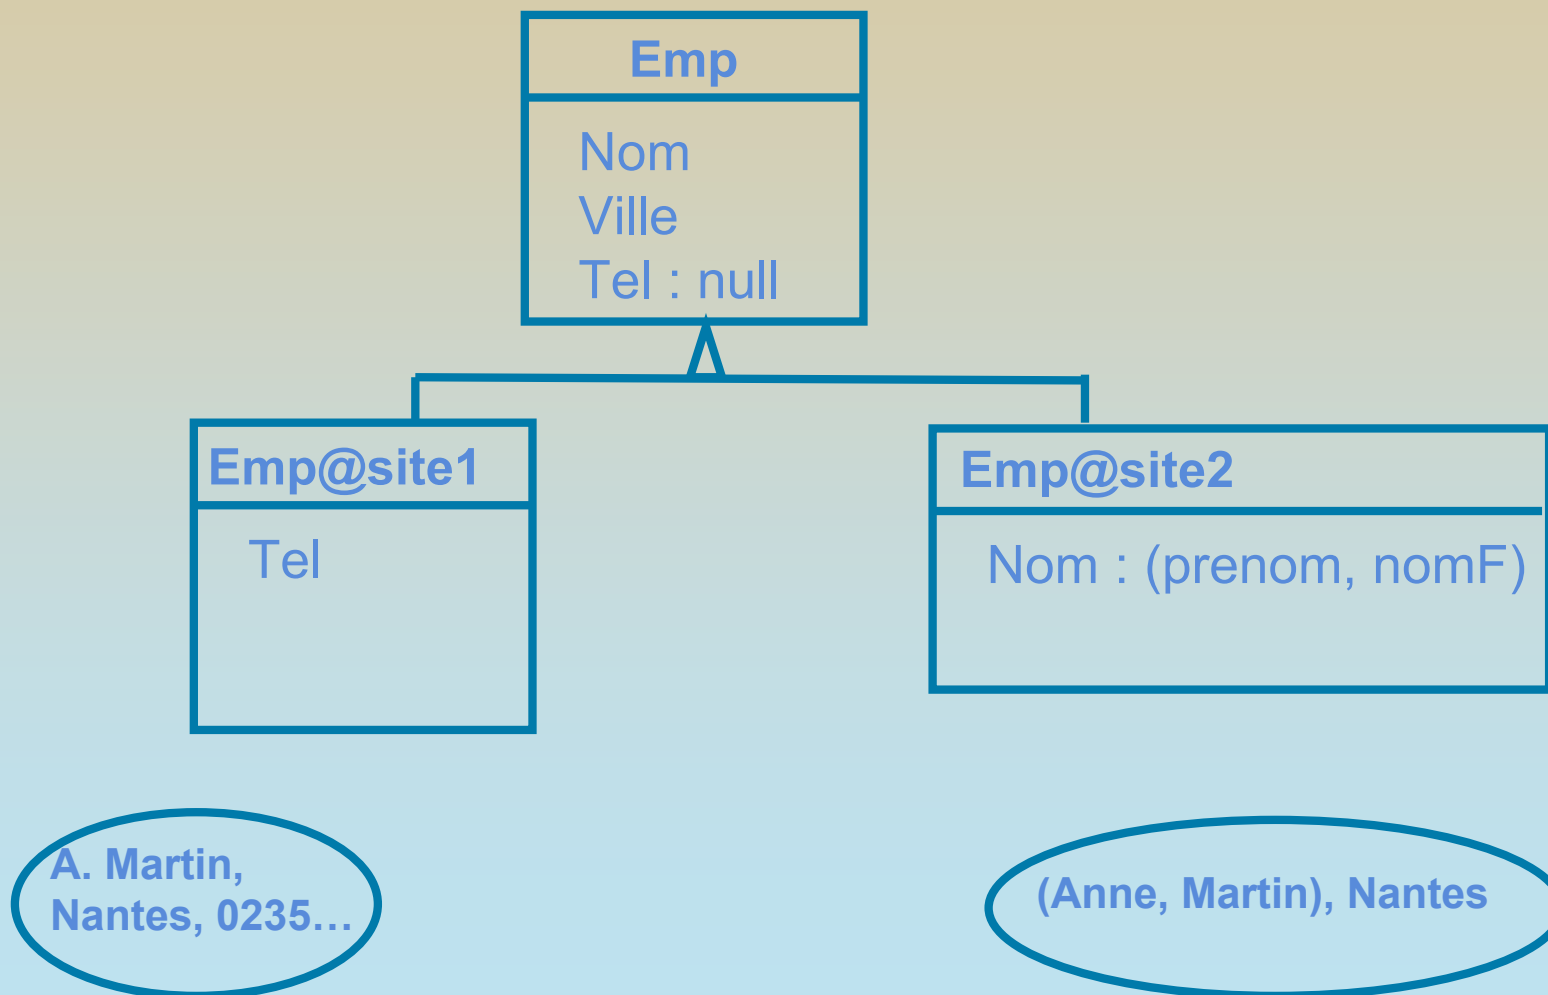 Emp
Nom
Ville
Tel : null
Emp@site1
Tel
Emp@site2
Nom : (prenom, nomF)
A. Martin,
Nantes, 0235…
(Anne, Martin), Nantes